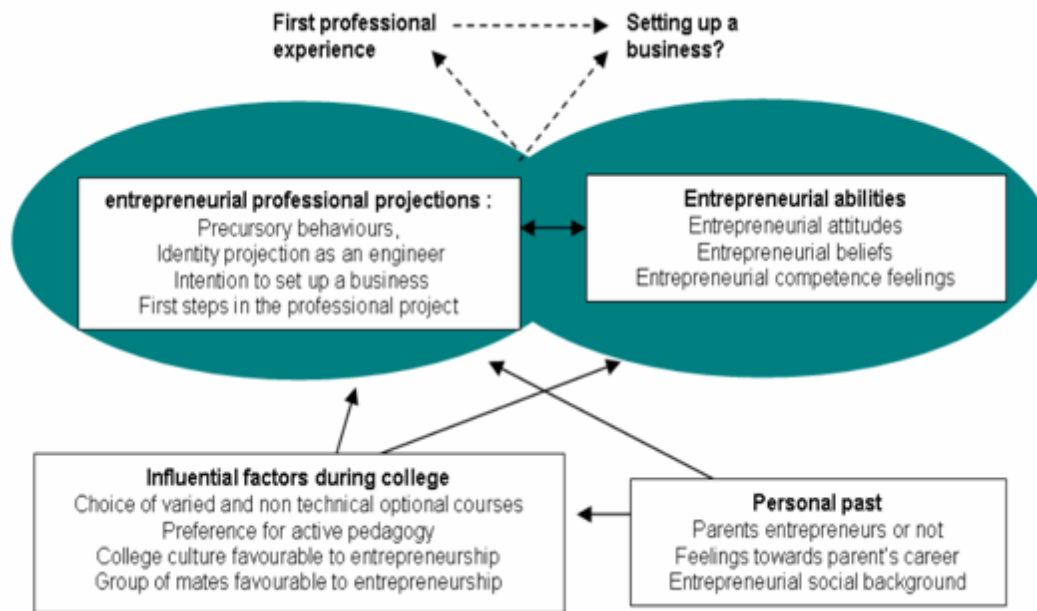 First professional
experience
Setting up a
business?
entrepreneurial professional projections :
Precursory behaviours,
Identity projection as an engineer
Intention to set up a business
First steps in the professional project
Entrepreneurial abilities
Entrepreneurial attitudes
Entrepreneurial beliefs
Entrepreneurial competence feelings
Influential factors during college
Choice of varied and non technical optional courses
Preference for active pedagogy
College culture favourable to entrepreneurship
Group of mates favourable to entrepreneurship
Personal past
Parents entrepreneurs or not
Feelings towards parent's career
Entrepreneurial social background